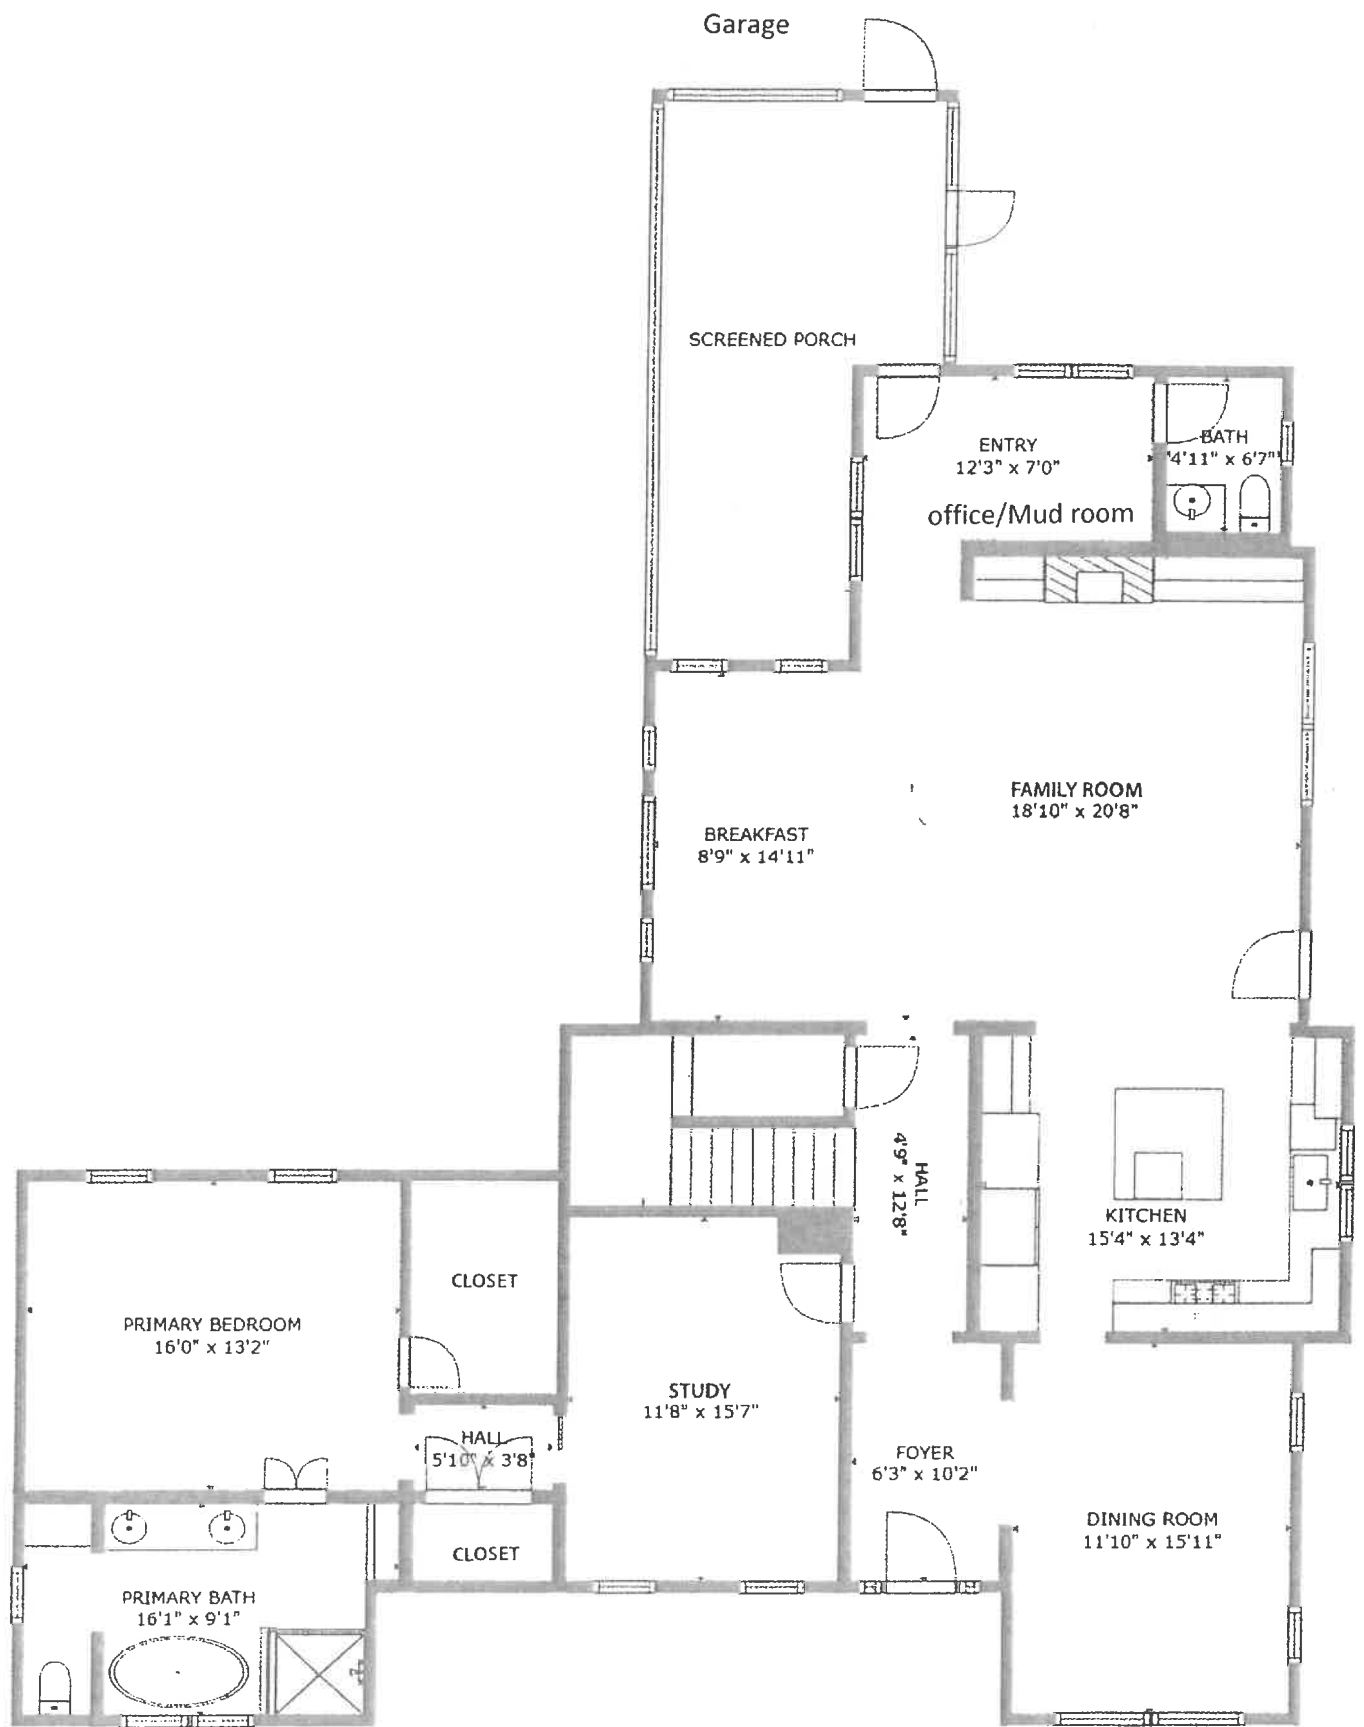 Garage
SCREENED PORCH
ENTRY
12'3" x 7'0"
office/Mud room
BATH
4'11" x 6'7"
FAMILY ROOM
18'10" x 20'8"
BREAKFAST
8'9" x 14'11"
HALL
4'9" x 12'8"
KITCHEN
15'4" x 13'4"
CLOSET
PRIMARY BEDROOM
16'0" x 13'2"
STUDY
11'8" x 15'7"
HALL
5'10" x 3'8"
FOYER
6'3" x 10'2"
DINING ROOM
11'10" x 15'11"
CLOSET
PRIMARY BATH
16'1" x 9'1"